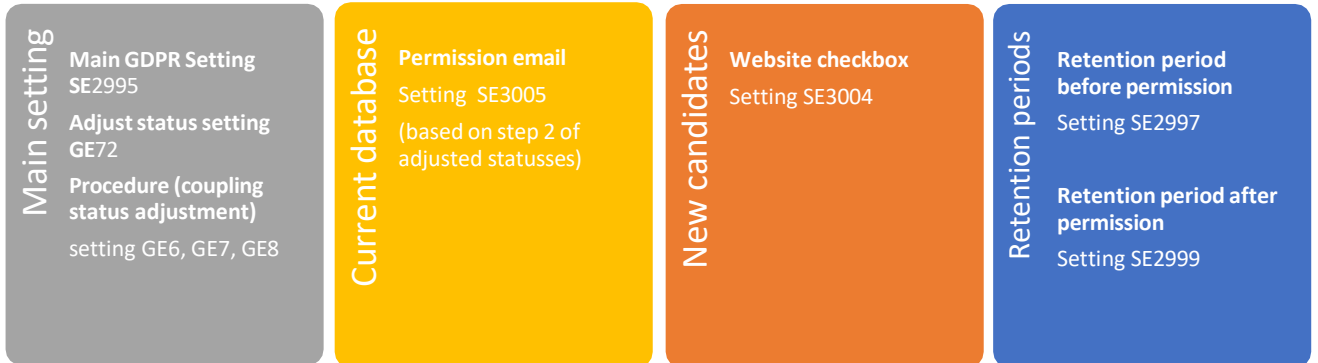 Main setting
Main GDPR Setting
SE2995
Adjust status setting
GE72
Procedure (coupling
status adjustment)
setting GE6, GE7, GE8
Current database
Permission email
Setting SE3005
(based on step 2 of
adjusted statusses)
New candidates
Website checkbox
Setting SE3004
Retention periods
Retention period
before permission
Setting SE2997
Retention period after
permission
Setting SE2999